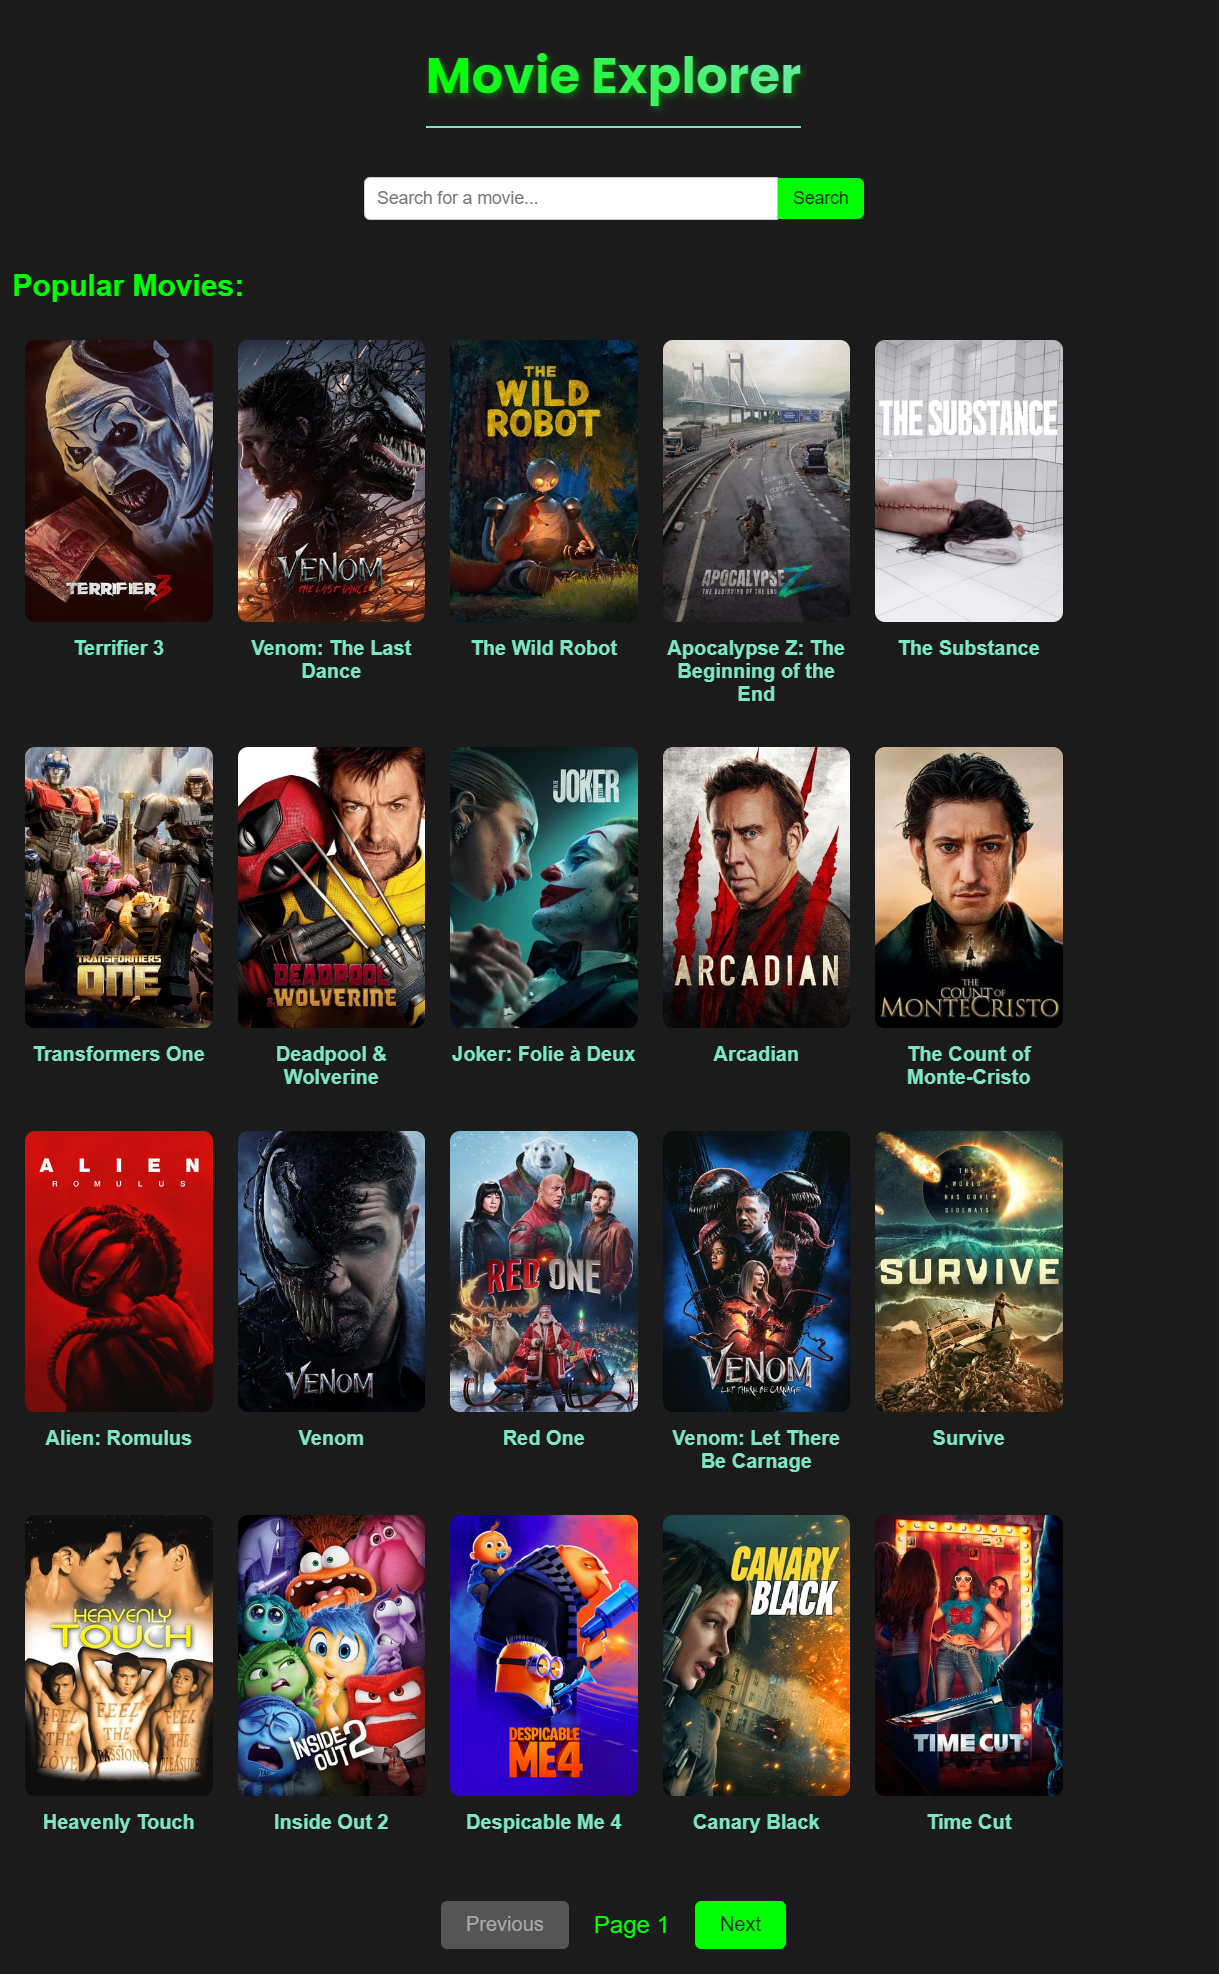 Movie Explorer
Search for a movie...
Search
Popular Movies:
TERRIFIER 3
VENOM
THE LAST DANCE
THE
WILD
ROBOT
APOCALYPSE Z
THE BEGINNING OF THE END
THE SUBSTANCE
Terrifier 3
Venom: The Last
Dance
The Wild Robot
Apocalypse Z: The
Beginning of the
End
The Substance
TRANSFORMERS
ONE
DEADPOOL
&WOLVERINE
JOKER
ARCADIAN
THE
COUNT OF
MONTE CRISTO
Transformers One
Deadpool &
Wolverine
Joker: Folie à Deux
Arcadian
The Count of
Monte-Cristo
ALIEN
ROMULUS
VENOM
RED ONE
VENOM
LET THERE BE CARNAGE
THE
WORLD
HAS GONE
SIDEWAYS
SURVIVE
Alien: Romulus
Venom
Red One
Venom: Let There
Be Carnage
Survive
HEAVENLY
TOUCH
FEEL
THE
LOVE
FEEL
THE
PASSION
FEEL
THE
PLEASURE
INSIDE
OUT 2
DESPICABLE
ME 4
CANARY
BLACK
TIME CUT
Heavenly Touch
Inside Out 2
Despicable Me 4
Canary Black
Time Cut
Previous
Page 1
Next